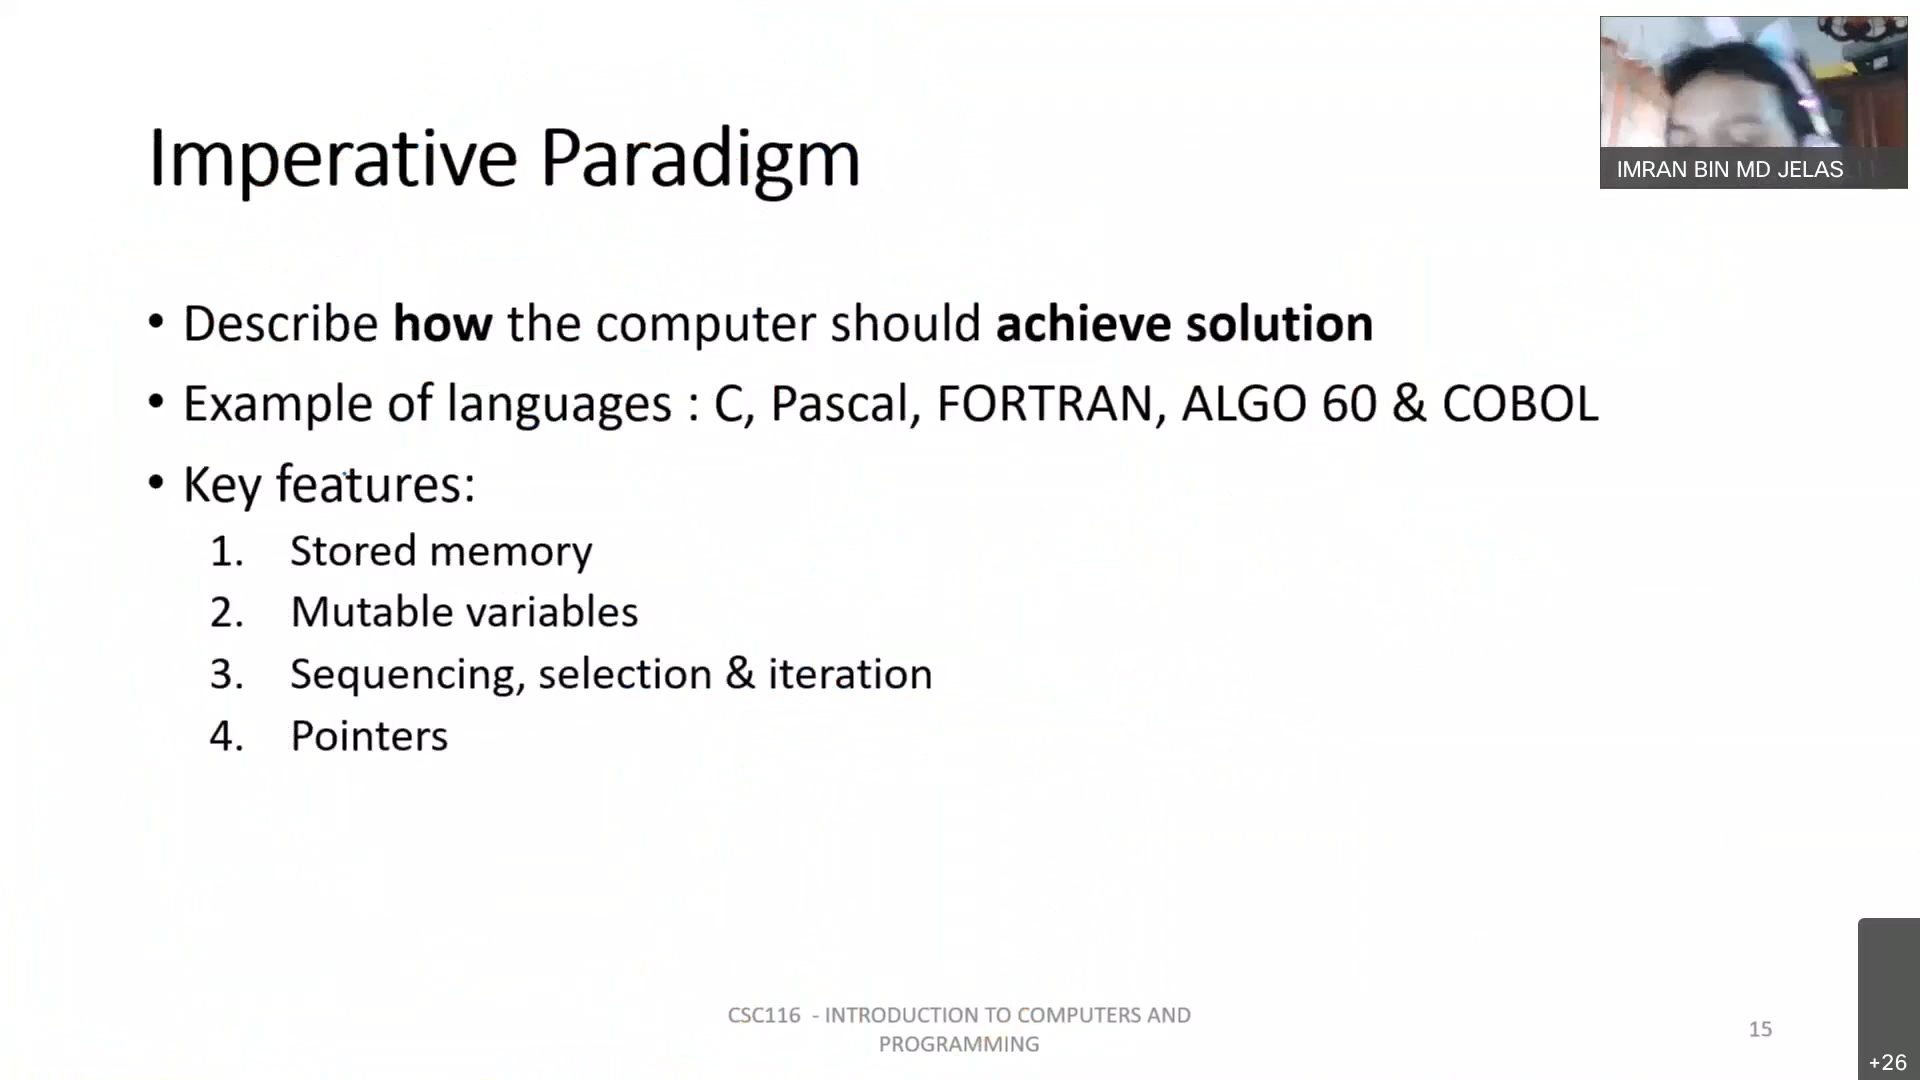 Imperative Paradigm
IMRAN BIN MD JELAS
• Describe how the computer should achieve solution
• Example of languages : C, Pascal, FORTRAN, ALGO 60 & COBOL
• Key features:
1. Stored memory
2. Mutable variables
3. Sequencing, selection & iteration
4. Pointers
CSC116 - INTRODUCTION TO COMPUTERS AND
PROGRAMMING
15
+26